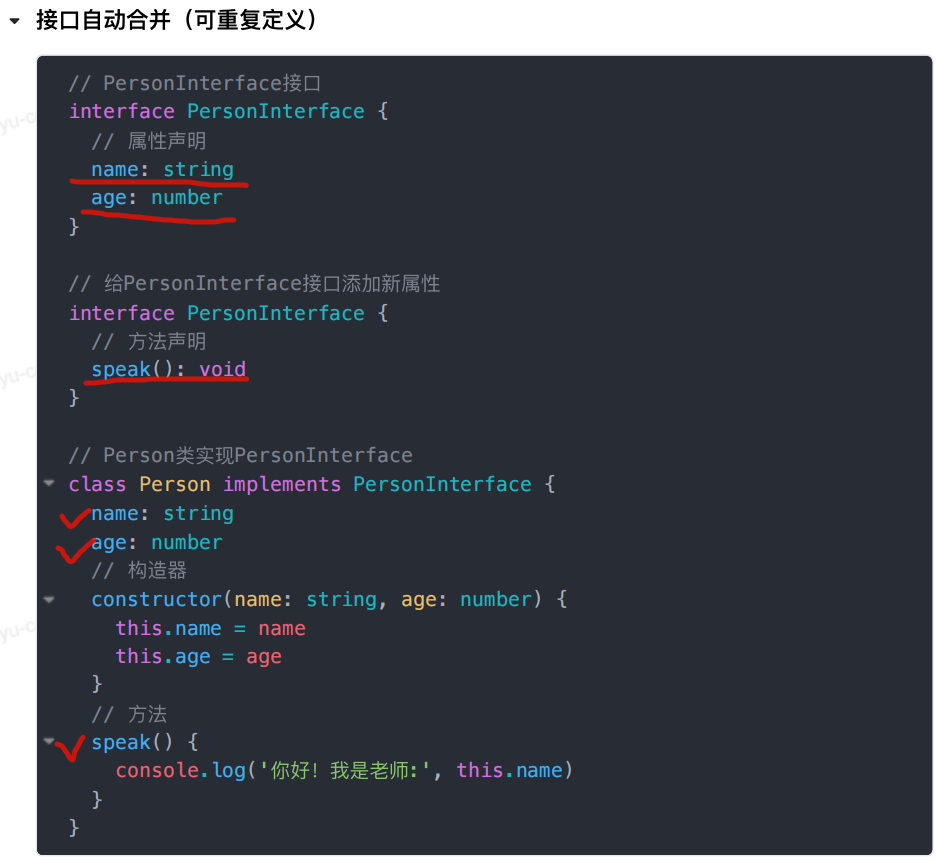 接口自动合并（可重复定义）
// PersonInterface接口
interface PersonInterface {
// 属性声明
name: string
age: number
}
// 给PersonInterface接口添加新属性
interface PersonInterface {
// 方法声明
speak(): void
}
// Person类实现PersonInterface
class Person implements PersonInterface {
name: string
age: number
// 构造器
constructor(name: string, age: number) {
this.name = name
this.age = age
}
// 方法
speak() {
console.log('你好！我是老师:', this.name)
}
}